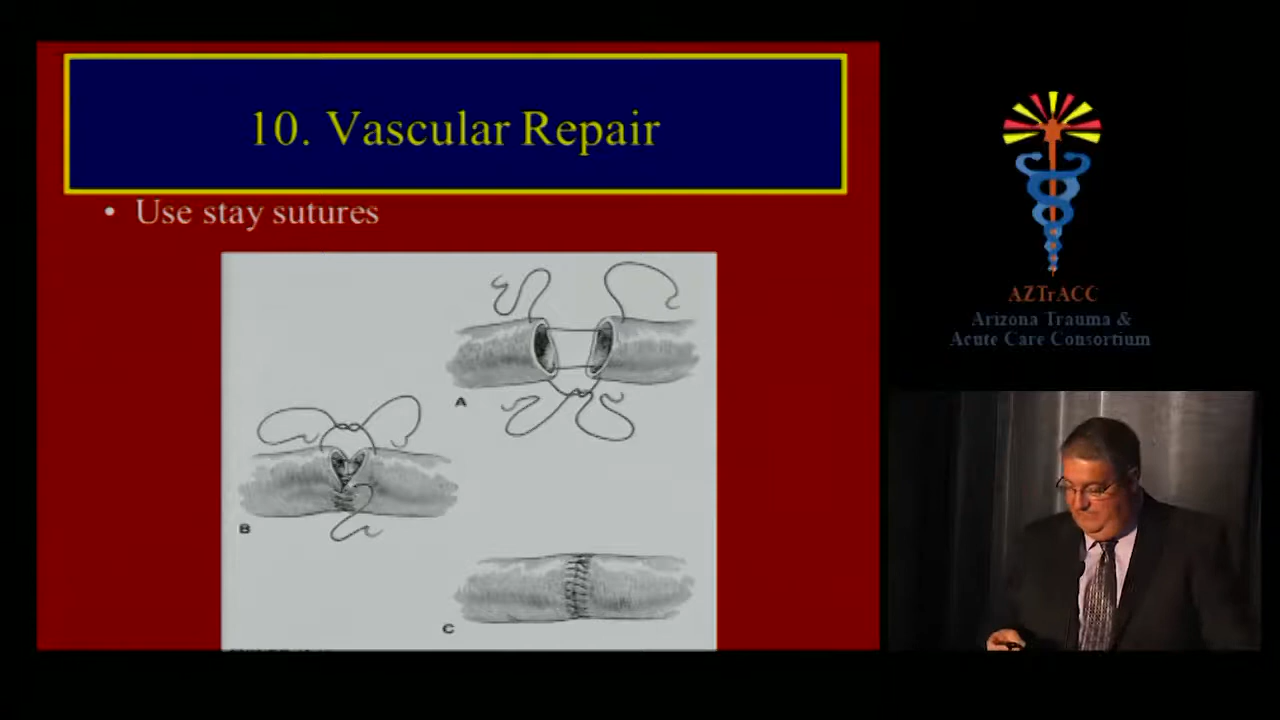 10. Vascular Repair
• Use stay sutures
A
B
C
AZTrACC
Arizona Trauma &
Acute Care Consortium